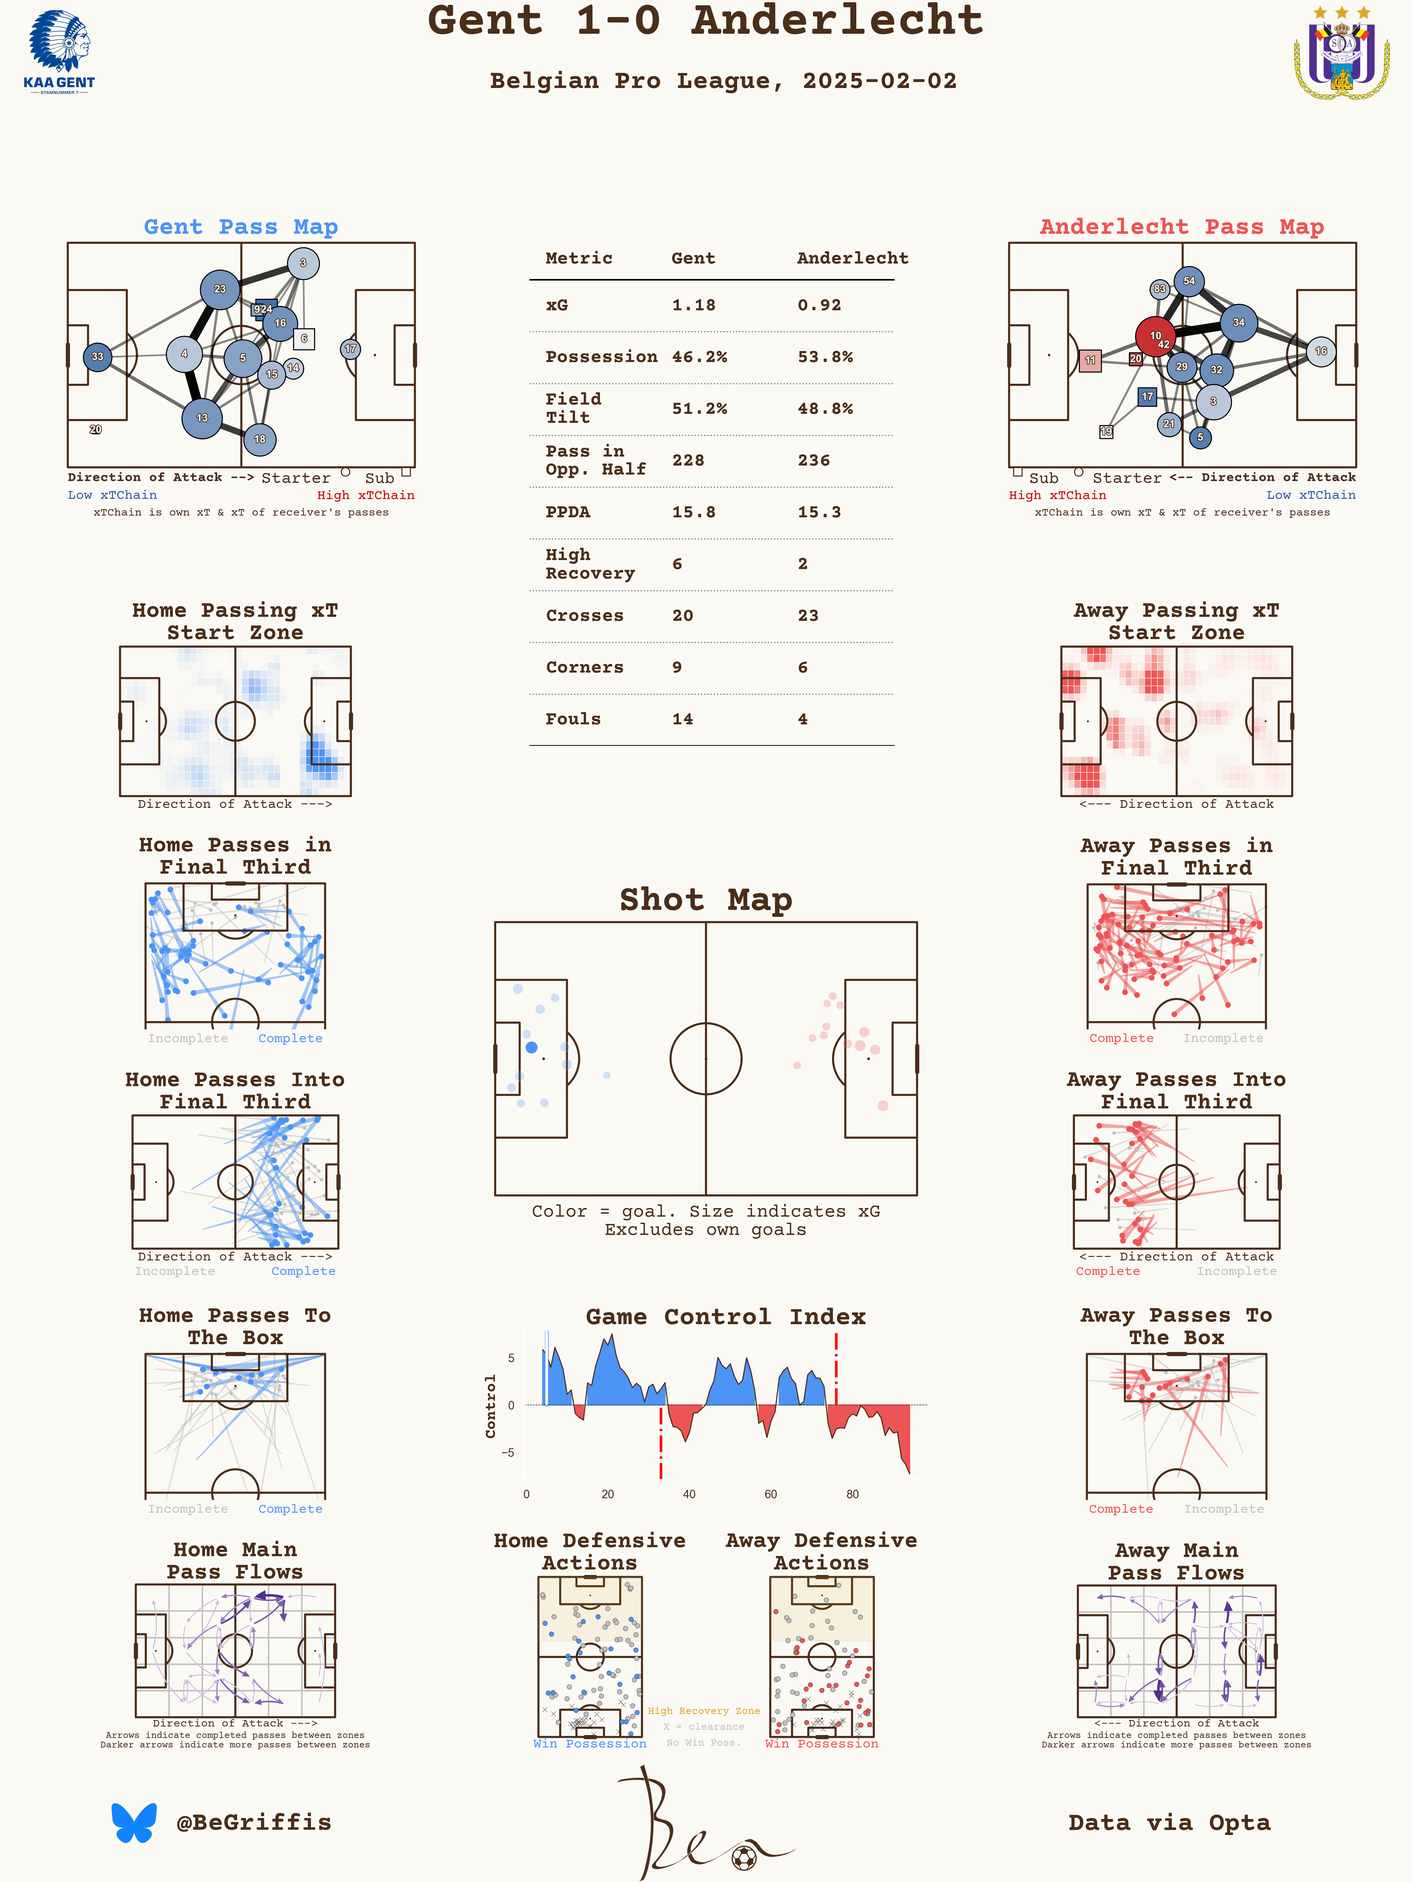 Gent 1-0 Anderlecht
Belgian Pro League, 2025-02-02
KAA GENT
STAMNUMMER 7
Gent Pass Map
3
23
9
24
16
6
33
4
5
17
14
15
13
18
20
Direction of Attack --> Starter Sub
Low xTChain High xTChain
xTChain is own xT & xT of receiver's passes
Metric Gent Anderlecht
xG 1.18 0.92
Possession 46.2% 53.8%
Field
Tilt 51.2% 48.8%
Pass in
Opp. Half 228 236
PPDA 15.8 15.3
High
Recovery 6 2
Crosses 20 23
Corners 9 6
Fouls 14 4
Anderlecht Pass Map
83
54
34
10
42
16
11
20
29
32
17
3
19
21
5
Sub Starter <-- Direction of Attack
High xTChain Low xTChain
xTChain is own xT & xT of receiver's passes
Home Passing xT
Start Zone
Direction of Attack --->
Away Passing xT
Start Zone
<--- Direction of Attack
Home Passes in
Final Third
Incomplete Complete
Away Passes in
Final Third
Complete Incomplete
Shot Map
Color = goal. Size indicates xG
Excludes own goals
Home Passes Into
Final Third
Direction of Attack --->
Incomplete Complete
Away Passes Into
Final Third
<--- Direction of Attack
Complete Incomplete
Home Passes To
The Box
Incomplete Complete
Game Control Index
Control
5
0
−5
0 20 40 60 80
Away Passes To
The Box
Complete Incomplete
Home Main
Pass Flows
Direction of Attack --->
Arrows indicate completed passes between zones
Darker arrows indicate more passes between zones
Home Defensive
Actions
Win Possession
Away Defensive
Actions
Win Possession
High Recovery Zone
X = clearance
No Win Poss.
Away Main
Pass Flows
<--- Direction of Attack
Arrows indicate completed passes between zones
Darker arrows indicate more passes between zones
@BeGriffis
Ben
Data via Opta